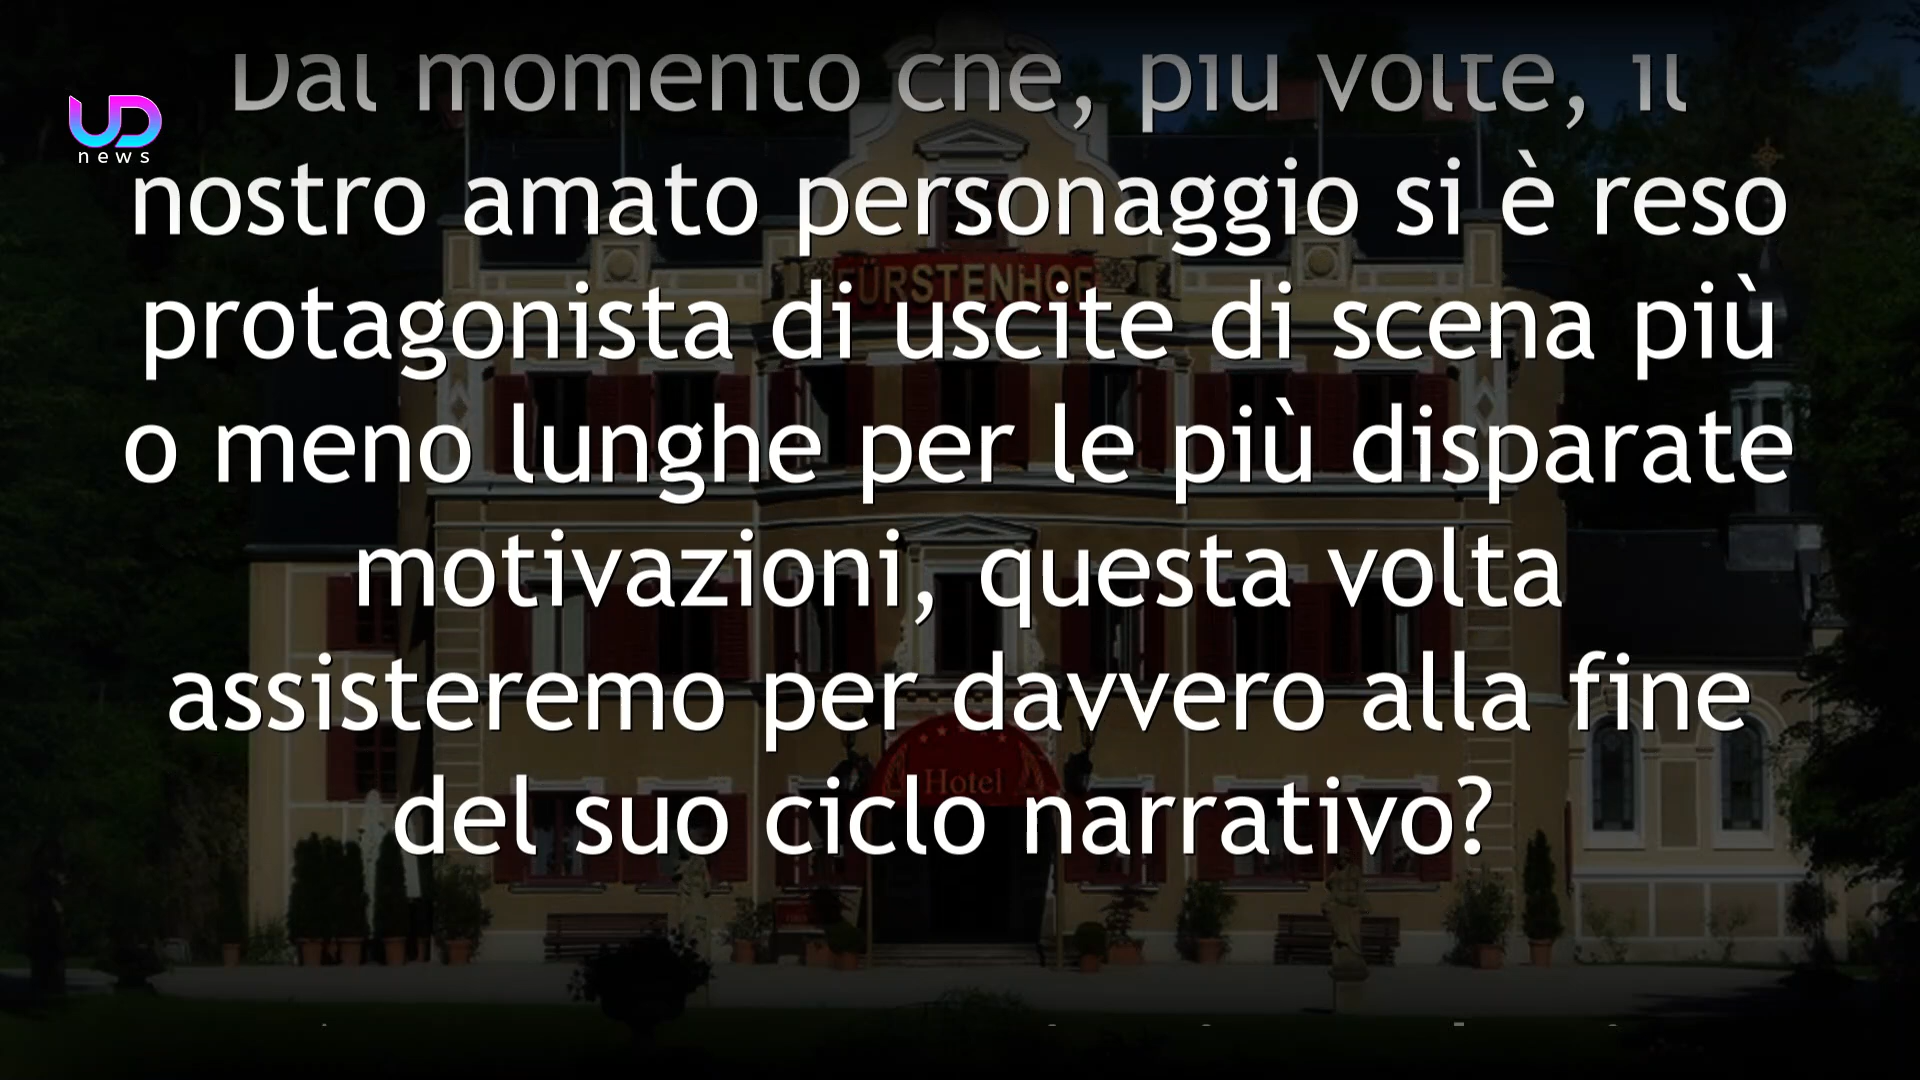 Dal momento che, più volte, il
UD
news
nostro amato personaggio si è reso
FÜRSTENHOF
protagonista di uscite di scena più
o meno lunghe per le più disparate
motivazioni, questa volta
assisteremo per davvero alla fine
Hotel
del suo ciclo narrativo?